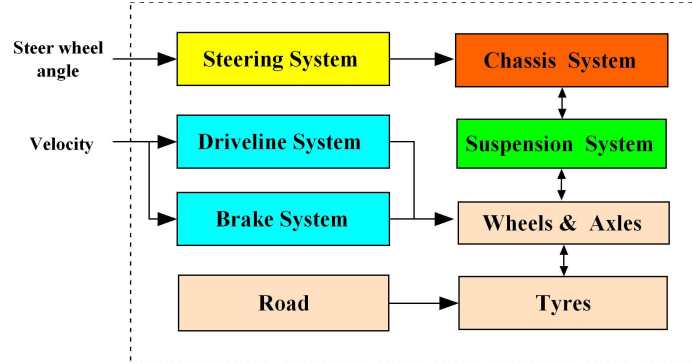 Steer wheel
angle
Steering System
Chassis System
Velocity
Driveline System
Suspension System
Brake System
Wheels & Axles
Road
Tyres